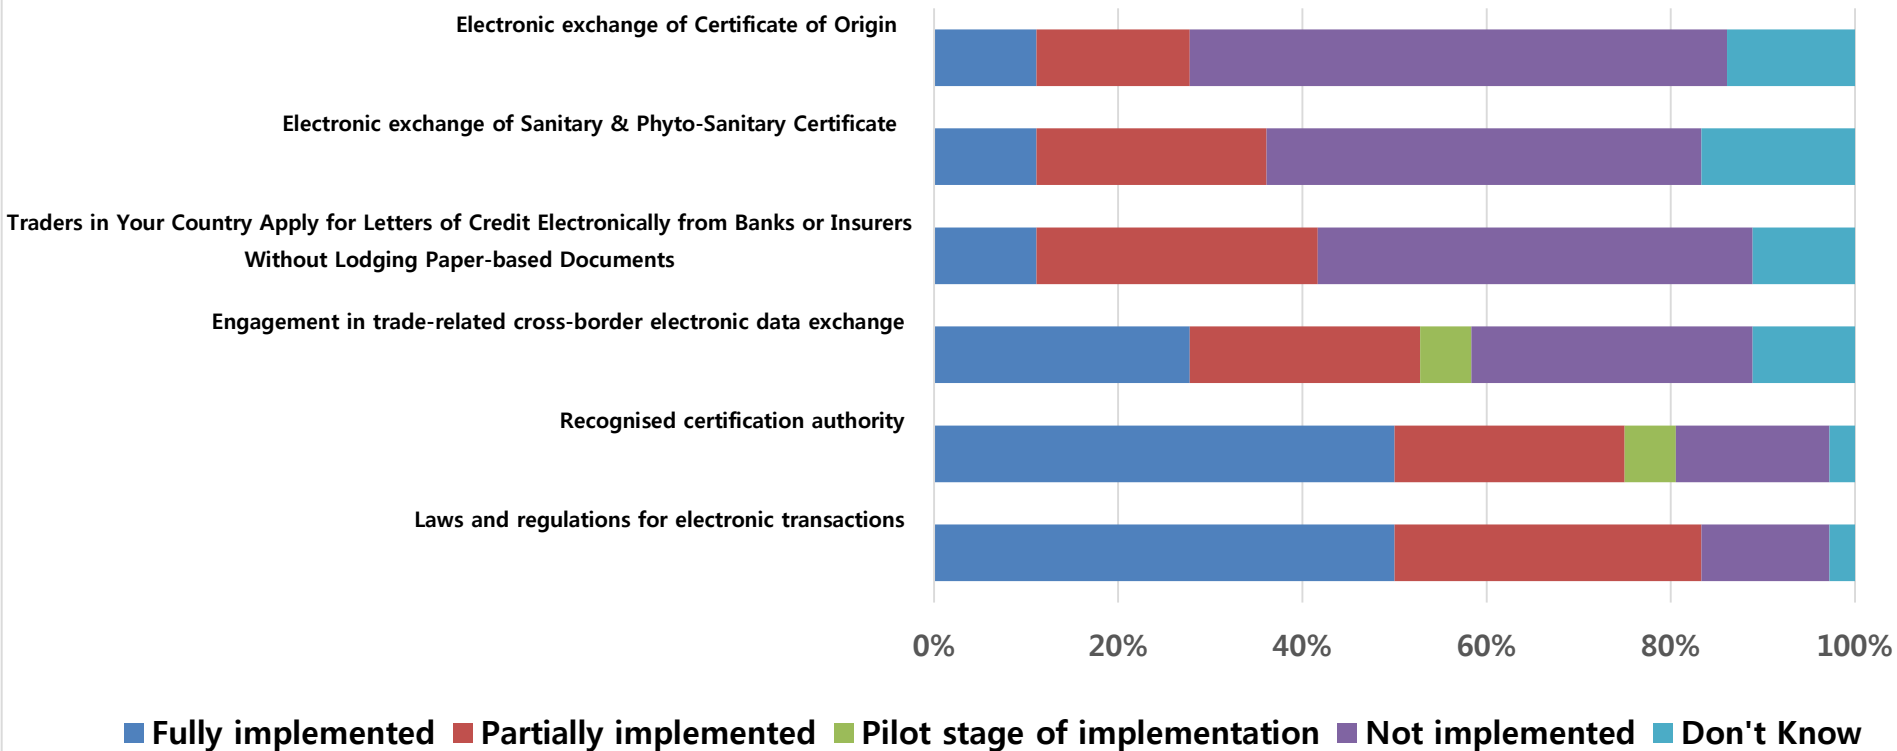 Electronic exchange of Certificate of Origin
Electronic exchange of Sanitary & Phyto-Sanitary Certificate
Traders in Your Country Apply for Letters of Credit Electronically from Banks or Insurers
Without Lodging Paper-based Documents
Engagement in trade-related cross-border electronic data exchange
Recognised certification authority
Laws and regulations for electronic transactions
0% 20% 40% 60% 80% 100%
Fully implemented Partially implemented Pilot stage of implementation Not implemented Don't Know